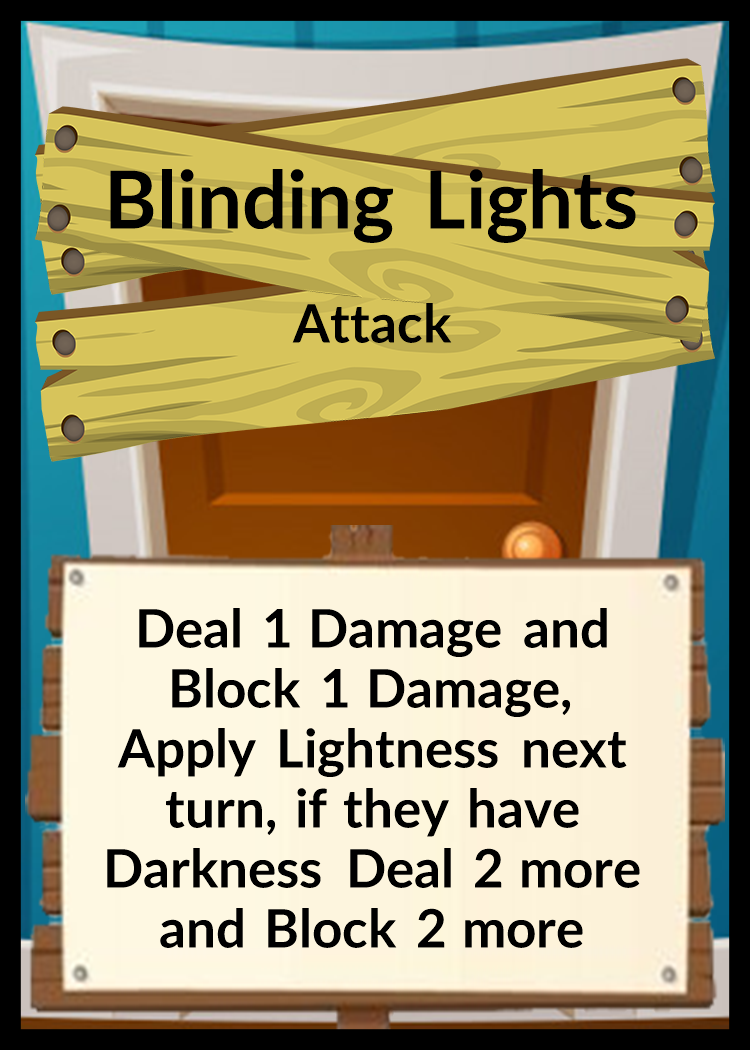 Blinding Lights
Attack
Deal 1 Damage and
Block 1 Damage,
Apply Lightness next
turn, if they have
Darkness Deal 2 more
and Block 2 more